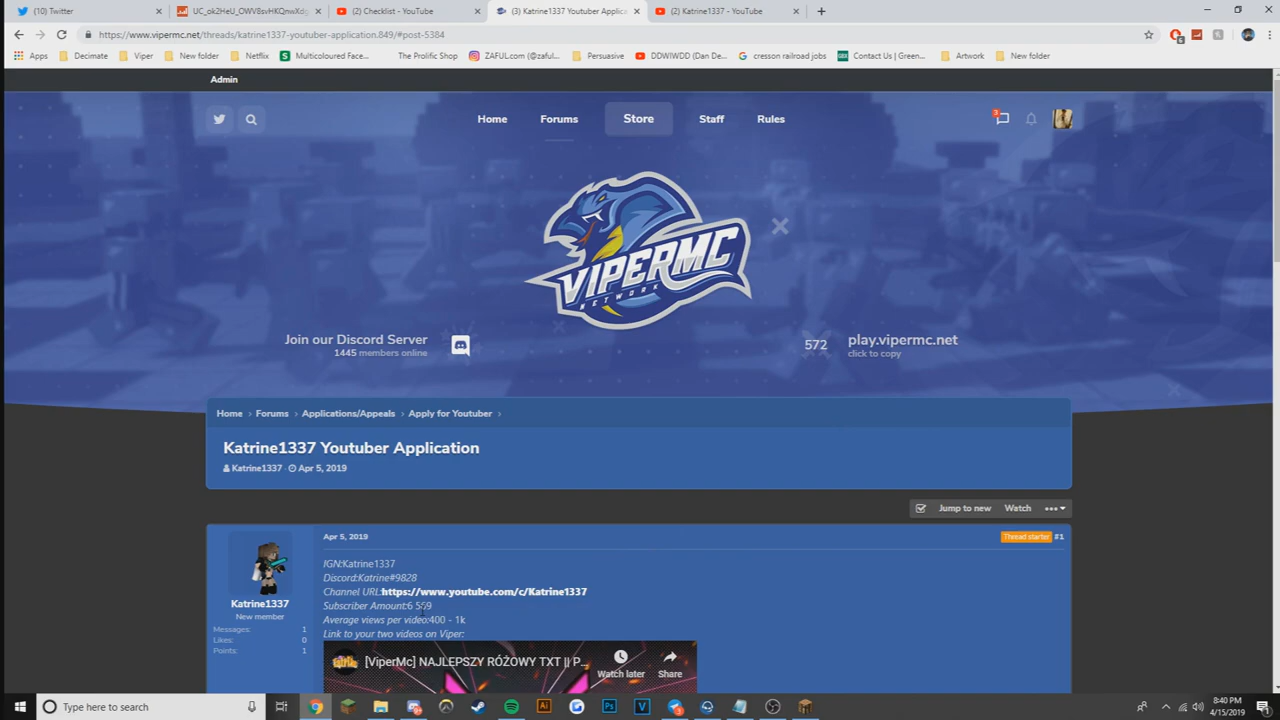 (10) Twitter
UC_ok2HeU_OWV8svHKQnwXdg
(2) Checklist - YouTube
(3) Katrine1337 Youtuber Applica
(2) Katrine1337 - YouTube
https://www.vipermc.net/threads/katrine1337-youtuber-application.849/#post-5384
Apps
Decimate
Viper
New folder
Netflix
Multicoloured Face...
The Prolific Shop
ZAFUL.com (@zaful...
Persuasive
DDWIWDD (Dan De...
cresson railroad jobs
Contact Us | Green...
Artwork
New folder
Admin
Home
Forums
Store
Staff
Rules
3
VIPERMC
NETWORK
Join our Discord Server
1445 members online
572
play.vipermc.net
click to copy
Home
Forums
Applications/Appeals
Apply for Youtuber
Katrine1337 Youtuber Application
Katrine1337 Apr 5, 2019
Jump to new
Watch
Apr 5, 2019
Thread starter #1
Katrine1337
New member
Messages: 1
Likes: 0
Points: 1
IGN:Katrine1337
Discord:Katrine#9828
Channel URL:https://www.youtube.com/c/Katrine1337
Subscriber Amount:6 569
Average views per video:400 - 1k
Link to your two videos on Viper:
[ViperMc] NAJLEPSZY RÓŻOWY TXT || P...
Watch later
Share
Type here to search
8:40 PM
4/15/2019